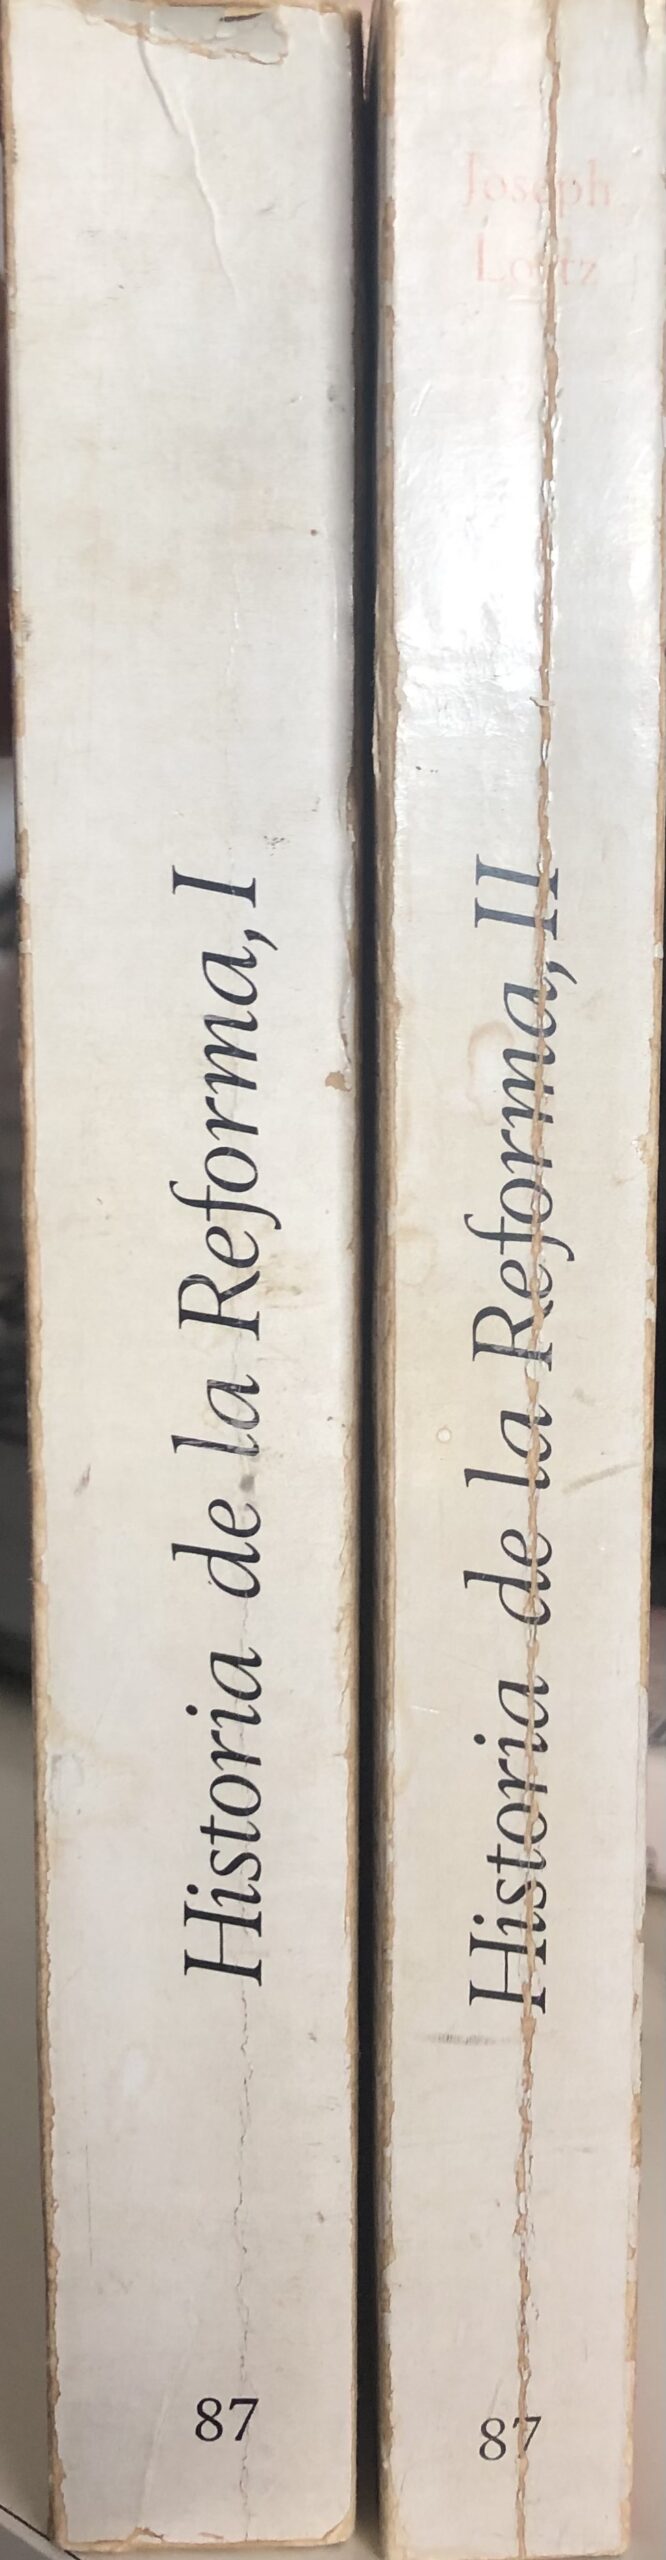 Historia de la Reforma, I
87
Joseph
Lortz
Historia de la Reforma, II
87